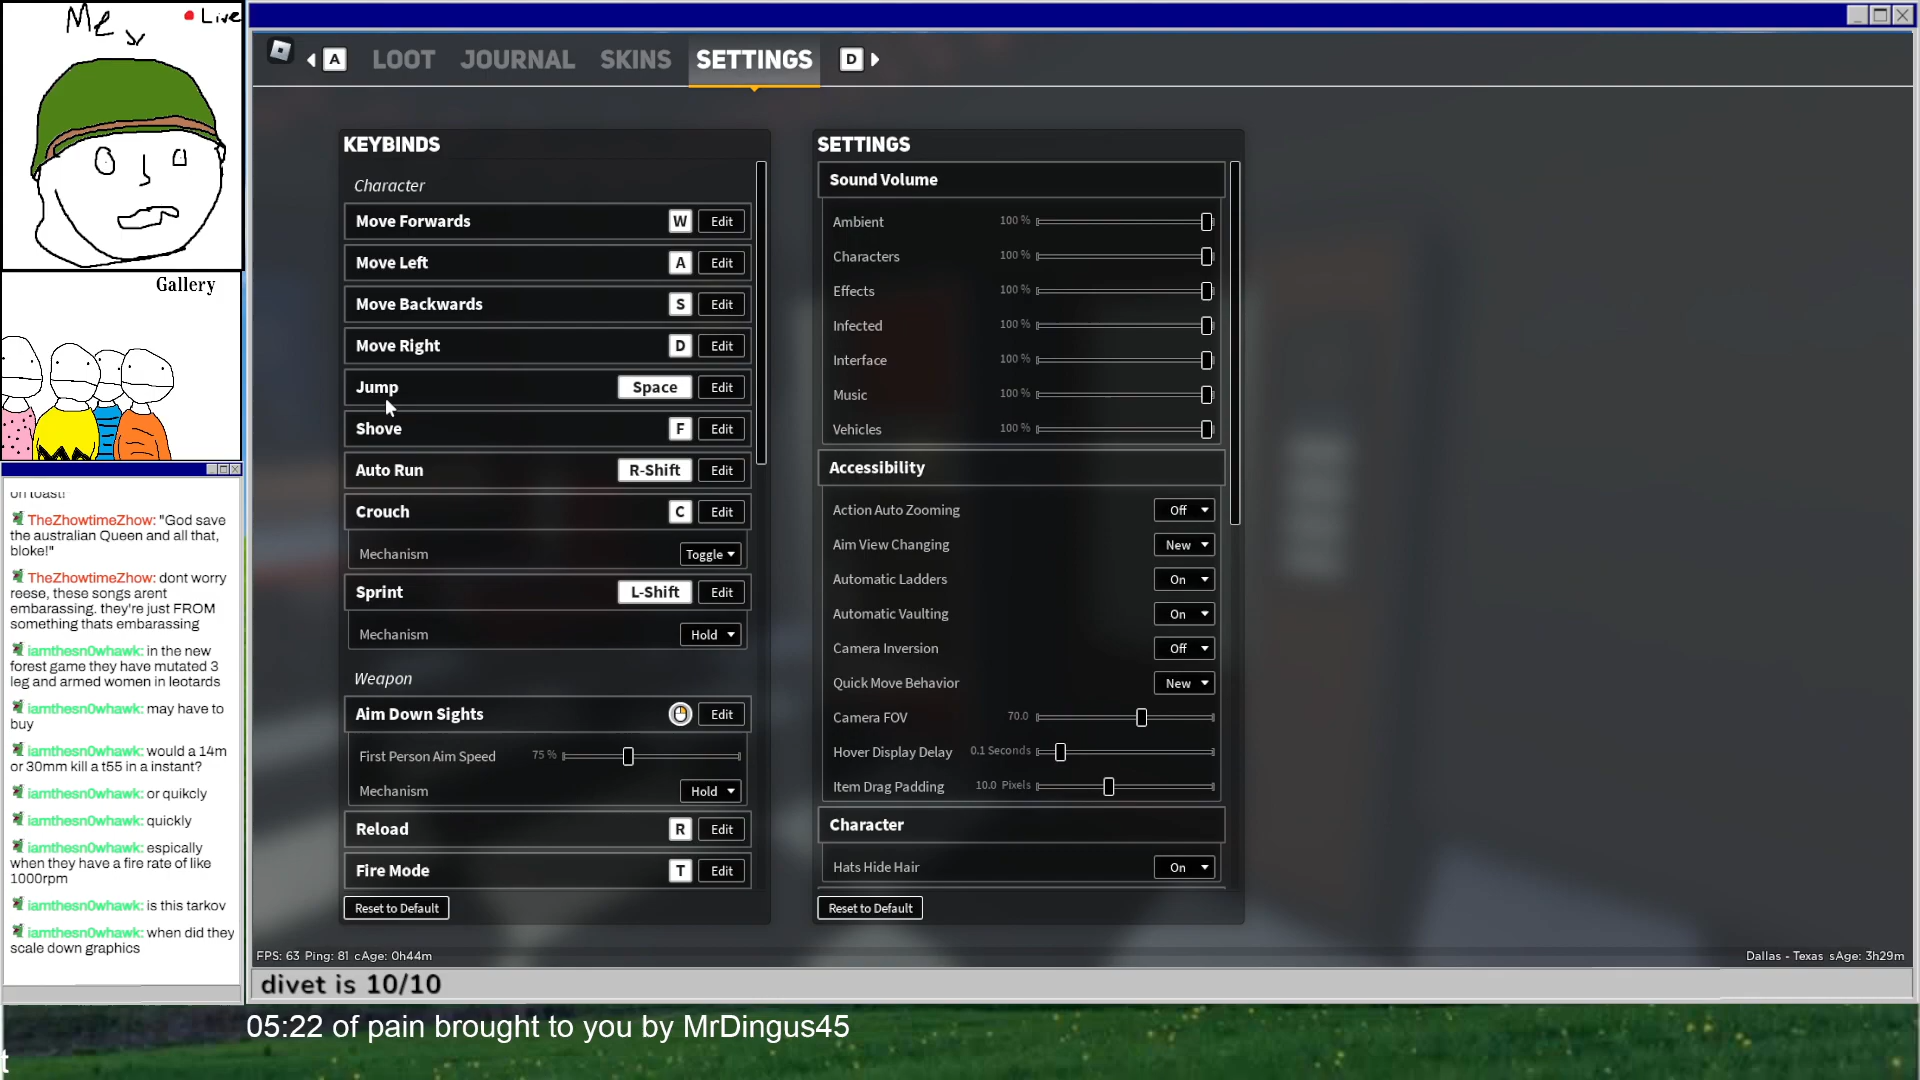 Me
Live
Gallery
on toast!
TheZhowtimeZhow: "God save
the australian Queen and all that,
bloke!"
TheZhowtimeZhow: dont worry
reese, these songs arent
embarassing. they're just FROM
something thats embarassing
iamthesn0whawk: in the new
forest game they have mutated 3
leg and armed women in leotards
iamthesn0whawk: may have to
buy
iamthesn0whawk: would a 14m
or 30mm kill a t55 in a instant?
iamthesn0whawk: or quikcly
iamthesn0whawk: quickly
iamthesn0whawk: espically
when they have a fire rate of like
1000rpm
iamthesn0whawk: is this tarkov
iamthesn0whawk: when did they
scale down graphics
A LOOT JOURNAL SKINS SETTINGS D
KEYBINDS
Character
Move Forwards W Edit
Move Left A Edit
Move Backwards S Edit
Move Right D Edit
Jump Space Edit
Shove F Edit
Auto Run R-Shift Edit
Crouch C Edit
Mechanism Toggle
Sprint L-Shift Edit
Mechanism Hold
Weapon
Aim Down Sights Edit
First Person Aim Speed 75 %
Mechanism Hold
Reload R Edit
Fire Mode T Edit
Reset to Default
SETTINGS
Sound Volume
Ambient 100 %
Characters 100 %
Effects 100 %
Infected 100 %
Interface 100 %
Music 100 %
Vehicles 100 %
Accessibility
Action Auto Zooming Off
Aim View Changing New
Automatic Ladders On
Automatic Vaulting On
Camera Inversion Off
Quick Move Behavior New
Camera FOV 70.0
Hover Display Delay 0.1 Seconds
Item Drag Padding 10.0 Pixels
Character
Hats Hide Hair On
Reset to Default
FPS: 63 Ping: 81 cAge: 0h44m
Dallas - Texas sAge: 3h29m
divet is 10/10
05:22 of pain brought to you by MrDingus45
t